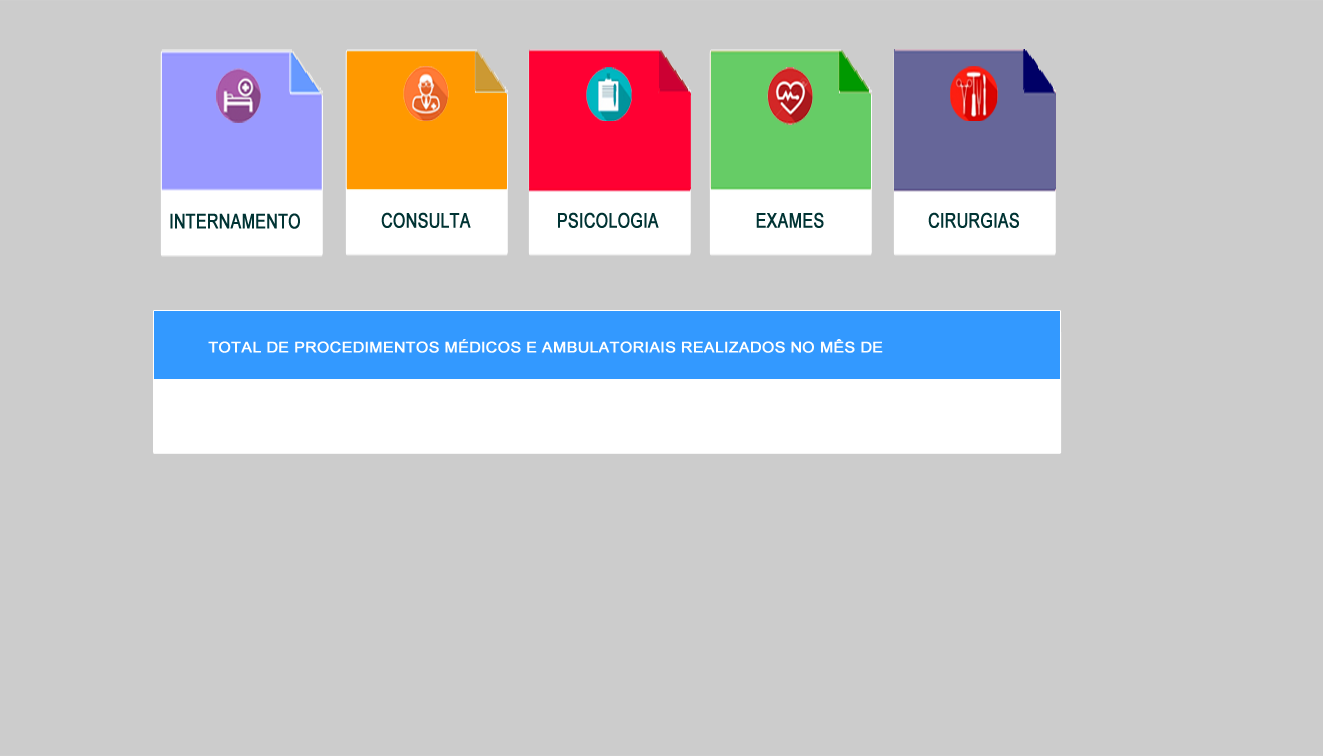 INTERNAMENTO
CONSULTA
PSICOLOGIA
EXAMES
CIRURGIAS
TOTAL DE PROCEDIMENTOS MÉDICOS E AMBULATORIAIS REALIZADOS NO MÊS DE